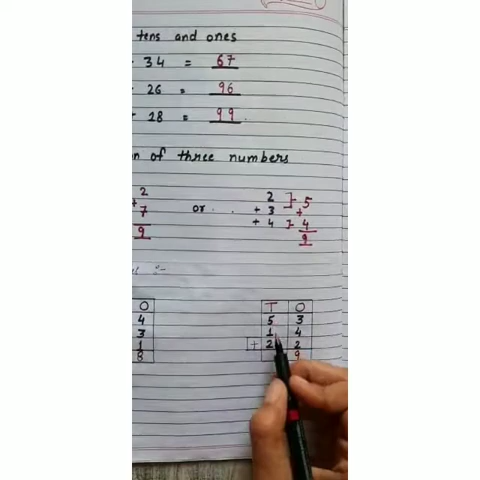 tens and ones
34 = 67
26 = 96
28 = 99
of three numbers
2 2 ] 5
+ 7 or + 3 +
9 + 4 ] 4
9
O T O
4 5 3
3 1 4
1 + 2 2
8 9